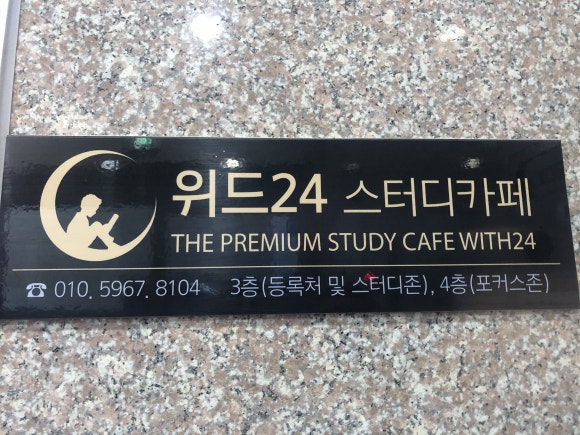 위드24 스터디카페
THE PREMIUM STUDY CAFE WITH24
☎ 010. 5967. 8104 3층(등록처 및 스터디존), 4층(포커스존)